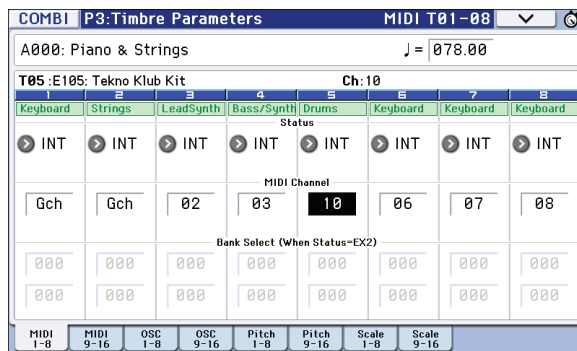 COMBI P3:Timbre Parameters MIDI T01-08
A000: Piano & Strings ♩= 078.00
T05 :E105: Tekno Klub Kit Ch:10
1 2 3 4 5 6 7 8
Keyboard Strings LeadSynth Bass/Synth Drums Keyboard Keyboard Keyboard
Status
INT INT INT INT INT INT INT INT
MIDI Channel
Gch Gch 02 03 10 06 07 08
Bank Select (When Status=EX2)
000 000 000 000 000 000 000 000
000 000 000 000 000 000 000 000
MIDI 1-8 MIDI 9-16 OSC 1-8 OSC 9-16 Pitch 1-8 Pitch 9-16 Scale 1-8 Scale 9-16